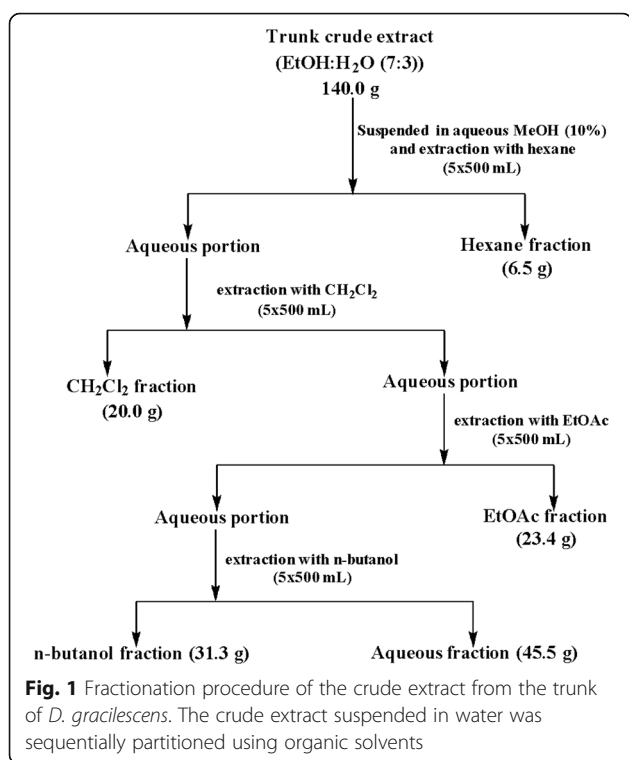 Trunk crude extract
(EtOH:H₂O (7:3))
140.0 g
Suspended in aqueous MeOH (10%)
and extraction with hexane
(5x500 mL)
Aqueous portion
Hexane fraction
(6.5 g)
extraction with CH₂Cl₂
(5x500 mL)
CH₂Cl₂ fraction
(20.0 g)
Aqueous portion
extraction with EtOAc
(5x500 mL)
Aqueous portion
EtOAc fraction
(23.4 g)
extraction with n-butanol
(5x500 mL)
n-butanol fraction (31.3 g)
Aqueous fraction (45.5 g)
Fig. 1 Fractionation procedure of the crude extract from the trunk
of D. gracilescens. The crude extract suspended in water was
sequentially partitioned using organic solvents